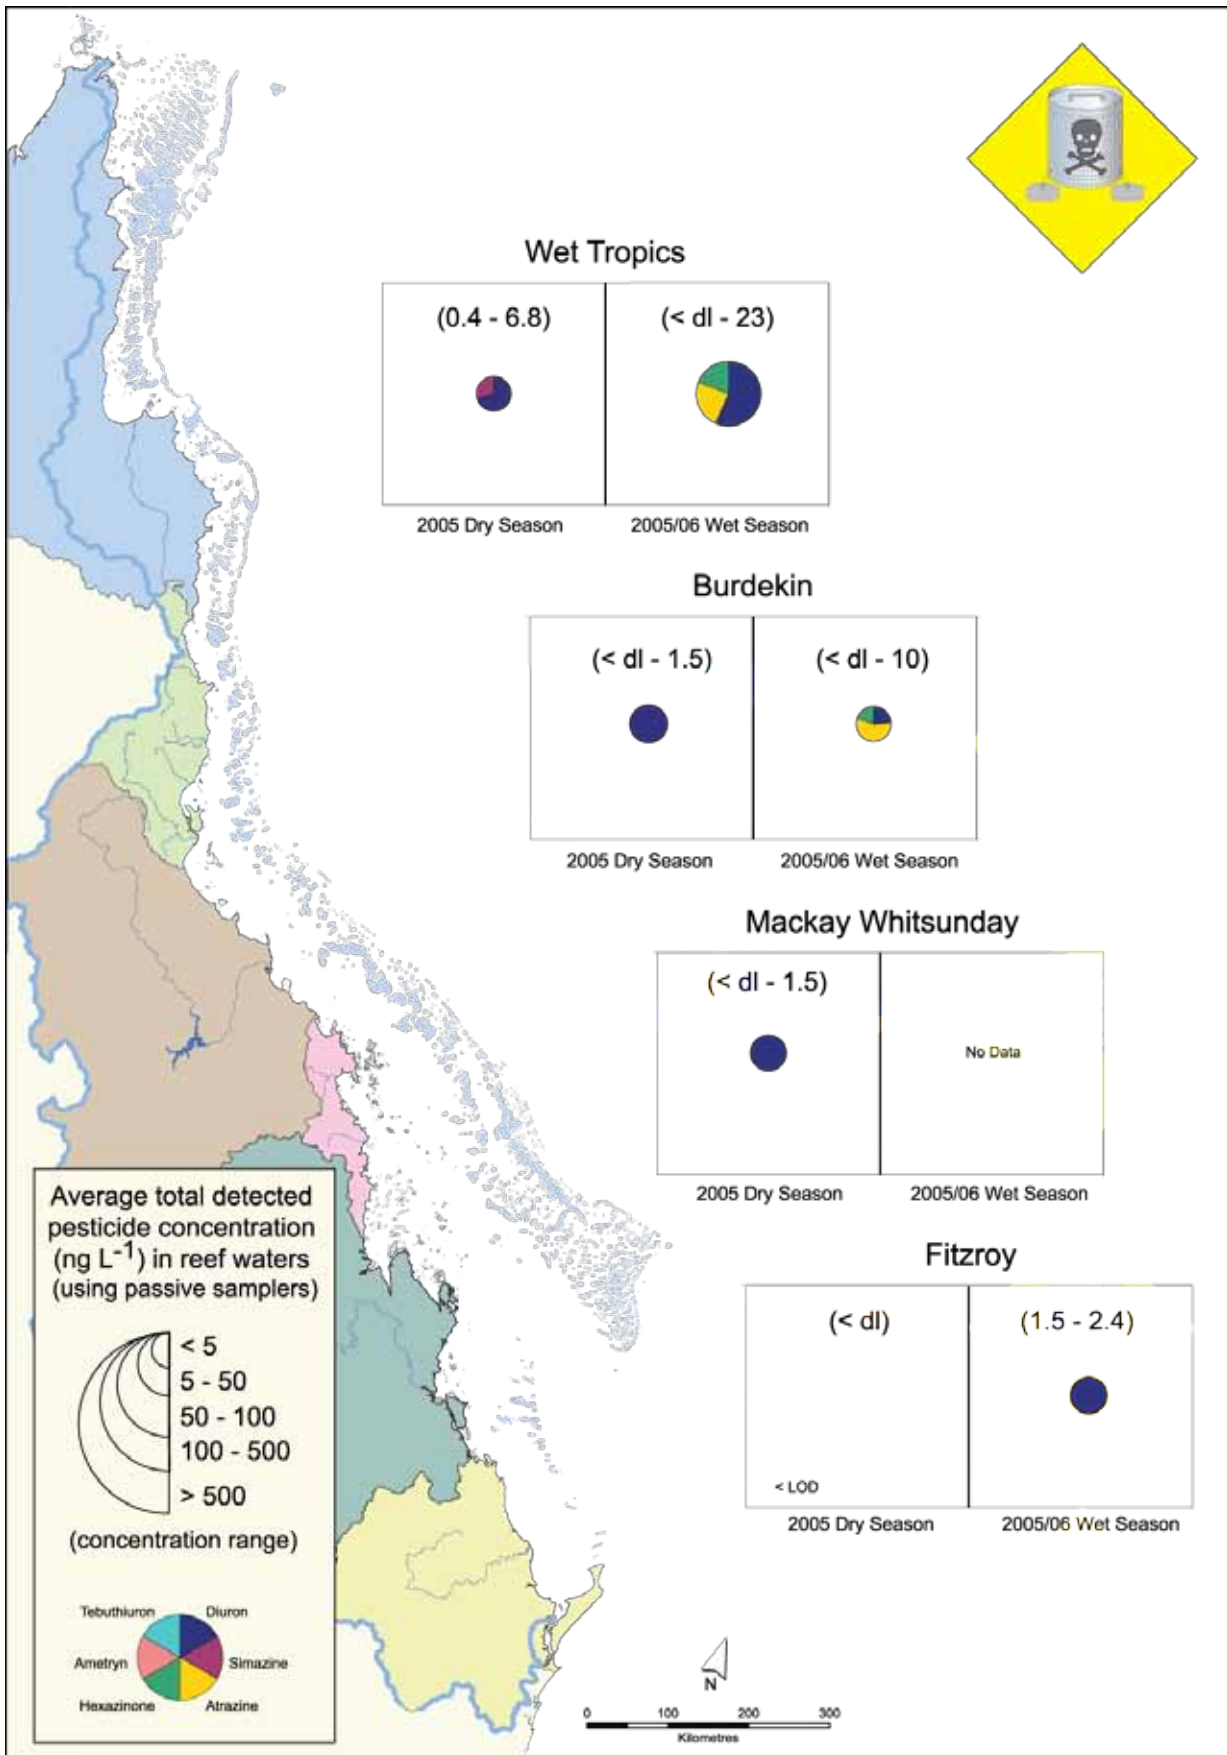 Wet Tropics
(0.4 - 6.8)
(< dl - 23)
2005 Dry Season
2005/06 Wet Season
Burdekin
(< dl - 1.5)
(< dl - 10)
2005 Dry Season
2005/06 Wet Season
Mackay Whitsunday
(< dl - 1.5)
No Data
2005 Dry Season
2005/06 Wet Season
Fitzroy
(< dl)
(1.5 - 2.4)
< LOD
2005 Dry Season
2005/06 Wet Season
Average total detected
pesticide concentration
(ng L⁻¹) in reef waters
(using passive samplers)
< 5
5 - 50
50 - 100
100 - 500
> 500
(concentration range)
Tebuthiuron
Diuron
Ametryn
Simazine
Hexazinone
Atrazine
N
0 100 200 300
Kilometres